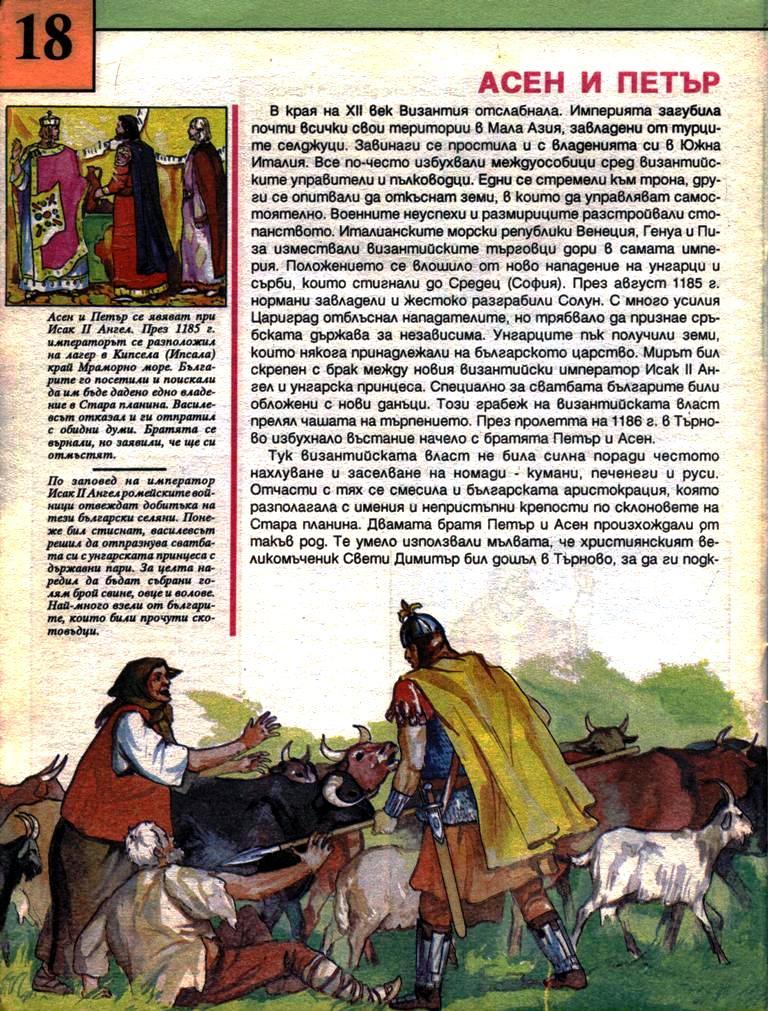 18
АСЕН И ПЕТЪР
В края на XII век Византия отслабнала. Империята загубила
почти всички свои територии в Мала Азия, завладени от турци-
те селджуци. Завинаги се простила и с владенията си в Южна
Италия. Все по-често избухвали междуособици сред византийс-
ките управители и пълководци. Едни се стремели към трона, дру-
ги се опитвали да откъснат земи, в които да управляват самос-
тоятелно. Военните неуспехи и размириците разстройвали сто-
панството. Италианските морски републики Венеция, Генуа и Пи-
за измествали византийските търговци дори в самата импе-
рия. Положението се влошило от ново нападение на унгарци и
сърби, които стигнали до Средец (София). През август 1185 г.
нормани завладели и жестоко разграбили Солун. С много усилия
Цариград отблъснал нападателите, но трябвало да признае сръ-
бската държава за независима. Унгарците пък получили земи,
които някога принадлежали на българското царство. Мирът бил
скрепен с брак между новия византийски император Исак II Ан-
гел и унгарска принцеса. Специално за сватбата българите били
обложени с нови данъци. Този грабеж на византийската власт
прелял чашата на търпението. През пролетта на 1186 г. в Търно-
во избухнало въстание начело с братята Петър и Асен.
Тук византийската власт не била силна поради честото
нахлуване и заселване на номади - кумани, печенеги и руси.
Отчасти с тях се смесила и българската аристокрация, която
разполагала с имения и непристъпни крепости по склоновете на
Стара планина. Двамата братя Петър и Асен произхождали от
такъв род. Те умело използвали мълвата, че християнският ве-
ликомъченик Свети Димитър бил дошъл в Търново, за да ги подк-
Асен и Петър се явяват при
Исак II Ангел. През 1185 г.
императорът се разположил
на лагер в Кипсела (Ипсала)
край Мраморно море. Бълга-
рите го посетили и поискали
да им бъде дадено едно владе-
ние в Стара планина. Василе-
всът отказал и ги отпратил
с обидни думи. Братята се
върнали, но заявили, че ще си
отмъстят.
По заповед на император
Исак II Ангел ромейските вой-
ници отвеждат добитъка на
тези български селяни. Поне-
же бил стиснат, василевсът
решил да отпразнува сватба-
та си с унгарската принцеса с
държавни пари. За целта на-
редил да бъдат събрани го-
лям брой свине, овце и волове.
Най-много взели от българи-
те, които били прочути ско-
товъдци.